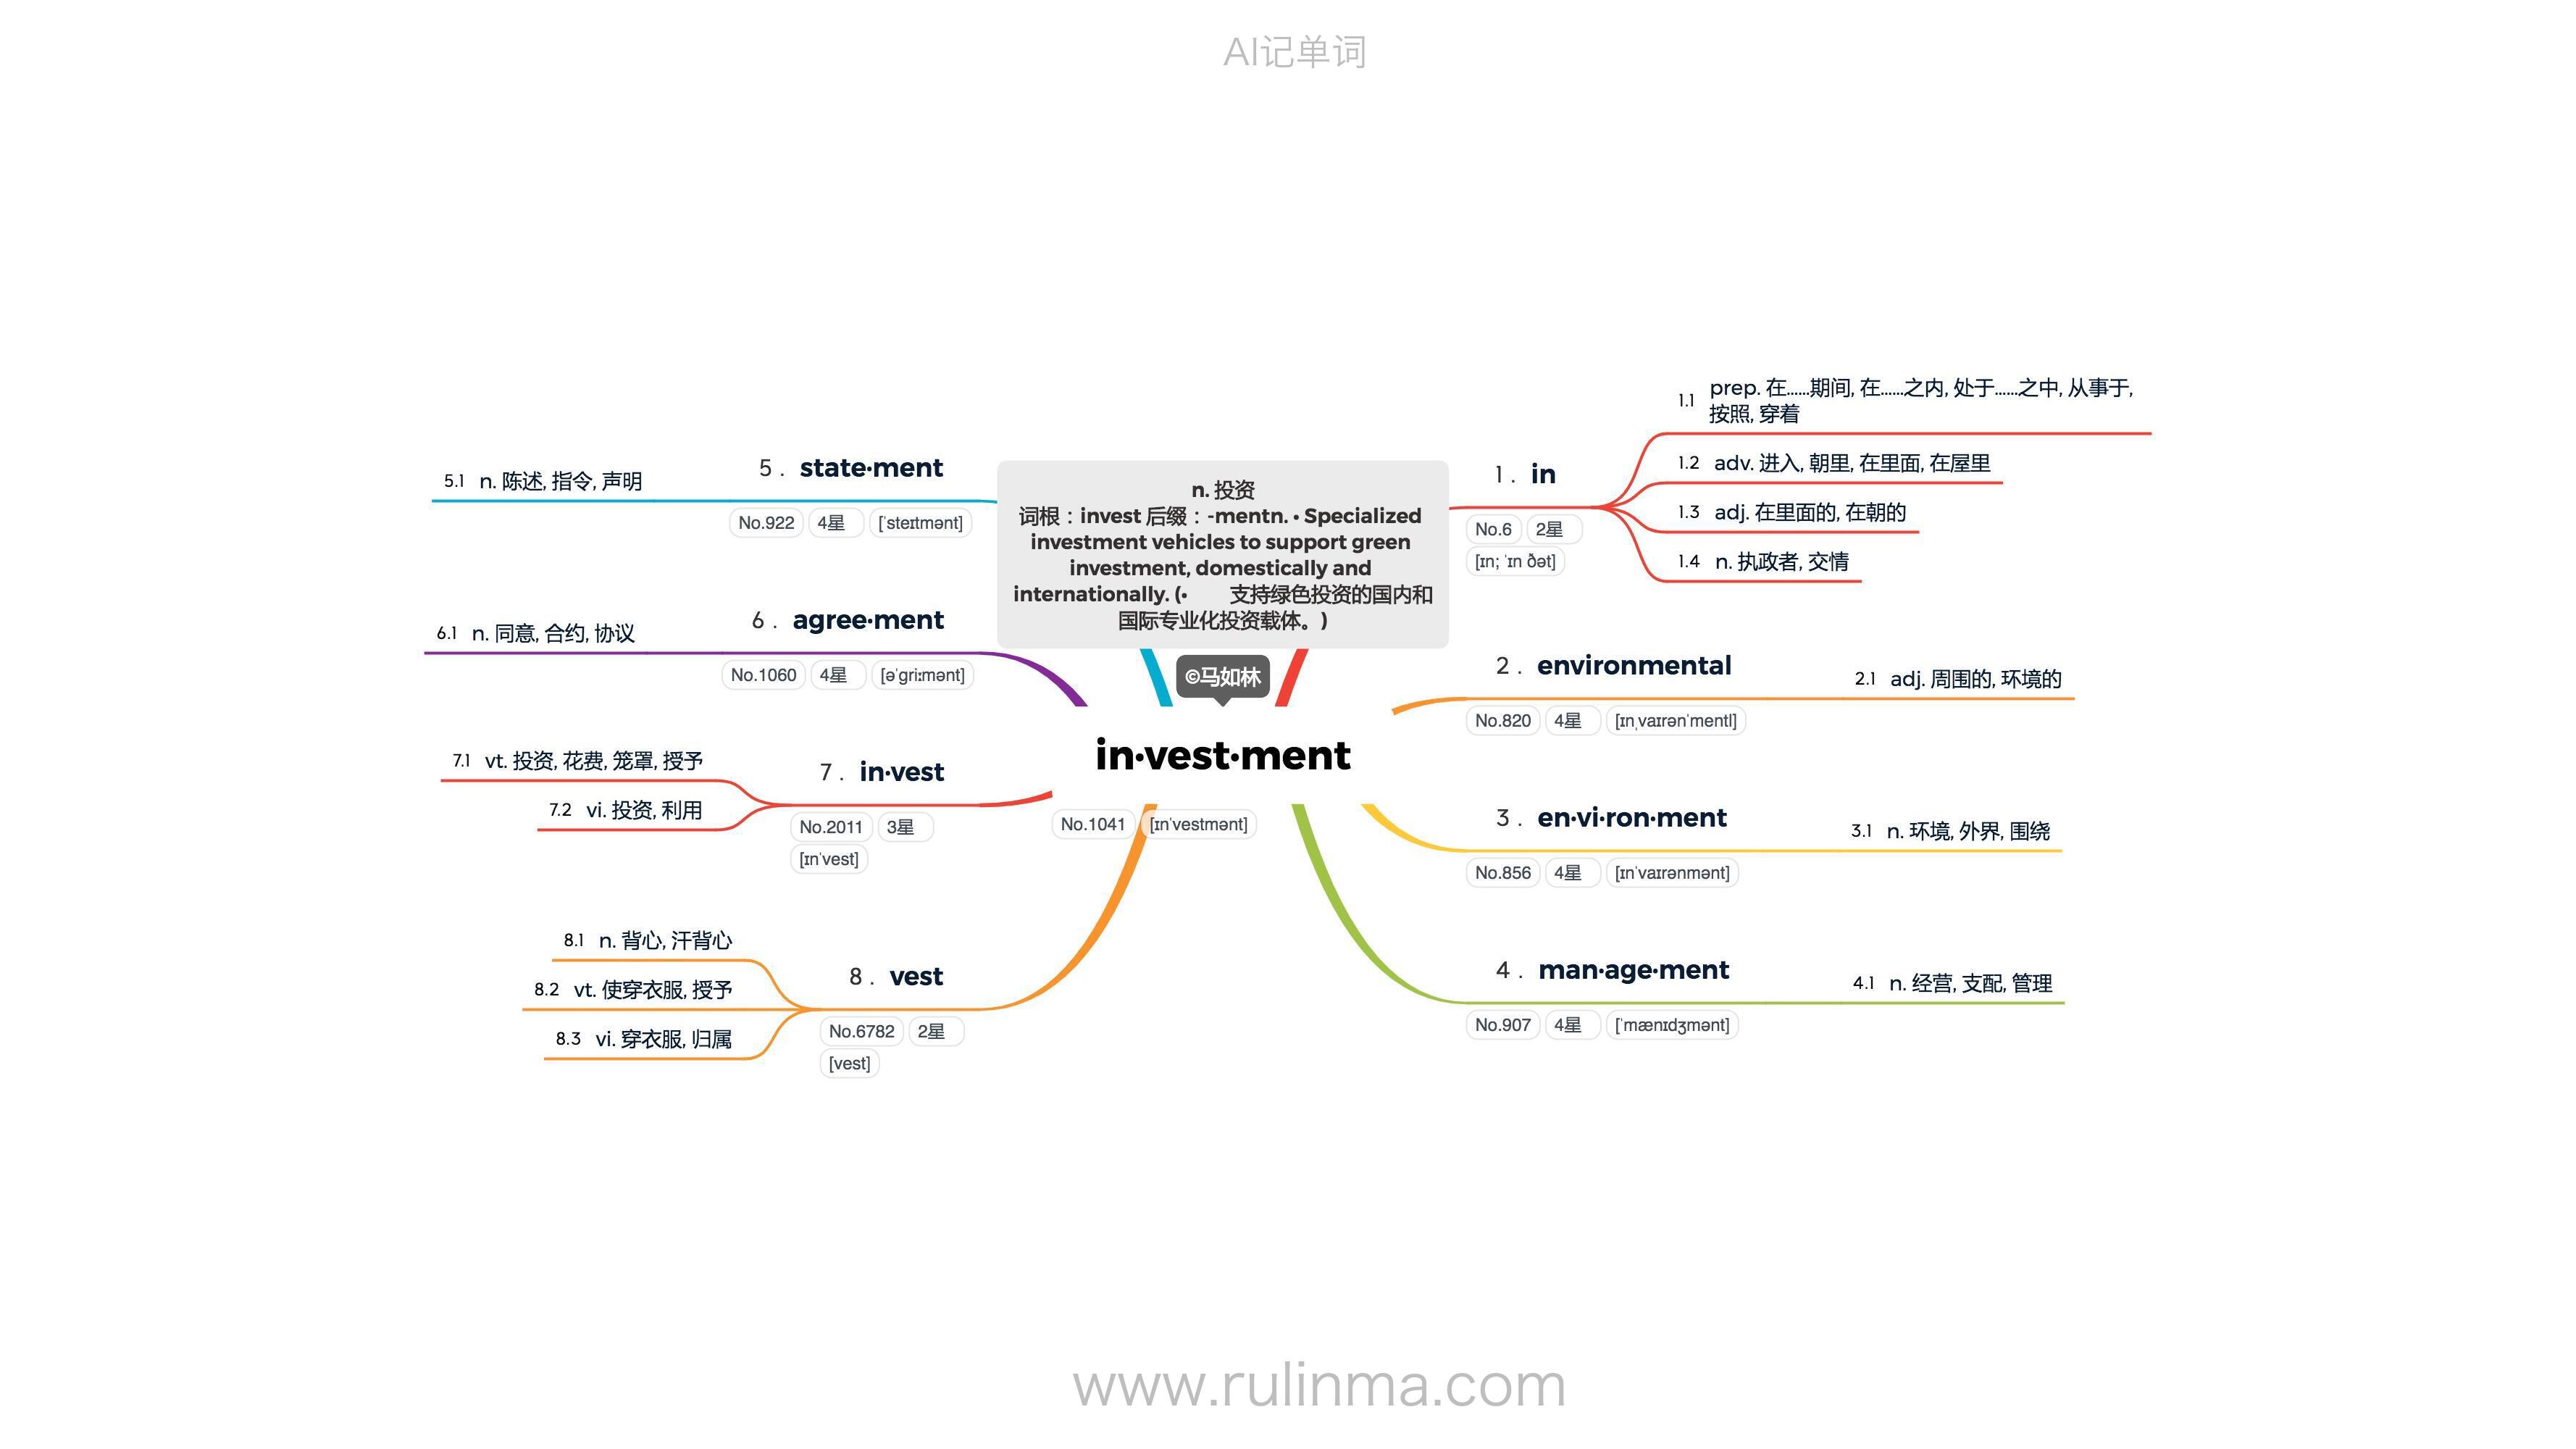 AI记单词
n. 投资
词根：invest 后缀：-mentn. • Specialized
investment vehicles to support green
investment, domestically and
internationally. (• 支持绿色投资的国内和
国际专业化投资载体。)
©马如林
in·vest·ment
No.1041 [ɪnˈvestmənt]
1 . in
No.6 2星
[ɪn; ˈɪn ðət]
1.1 prep. 在......期间, 在......之内, 处于......之中, 从事于,
按照, 穿着
1.2 adv. 进入, 朝里, 在里面, 在屋里
1.3 adj. 在里面的, 在朝的
1.4 n. 执政者, 交情
2 . environmental
No.820 4星 [ɪnˌvaɪrənˈmentl]
2.1 adj. 周围的, 环境的
3 . en·vi·ron·ment
No.856 4星 [ɪnˈvaɪrənmənt]
3.1 n. 环境, 外界, 围绕
4 . man·age·ment
No.907 4星 [ˈmænɪdʒmənt]
4.1 n. 经营, 支配, 管理
5 . state·ment
No.922 4星 [ˈsteɪtmənt]
5.1 n. 陈述, 指令, 声明
6 . agree·ment
No.1060 4星 [əˈɡriːmənt]
6.1 n. 同意, 合约, 协议
7 . in·vest
No.2011 3星
[ɪnˈvest]
7.1 vt. 投资, 花费, 笼罩, 授予
7.2 vi. 投资, 利用
8 . vest
No.6782 2星
[vest]
8.1 n. 背心, 汗背心
8.2 vt. 使穿衣服, 授予
8.3 vi. 穿衣服, 归属
www.rulinma.com